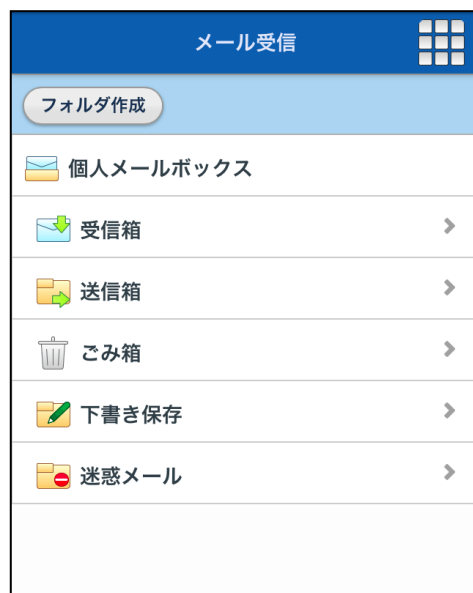 メール受信
フォルダ作成
個人メールボックス
受信箱
送信箱
ごみ箱
下書き保存
迷惑メール